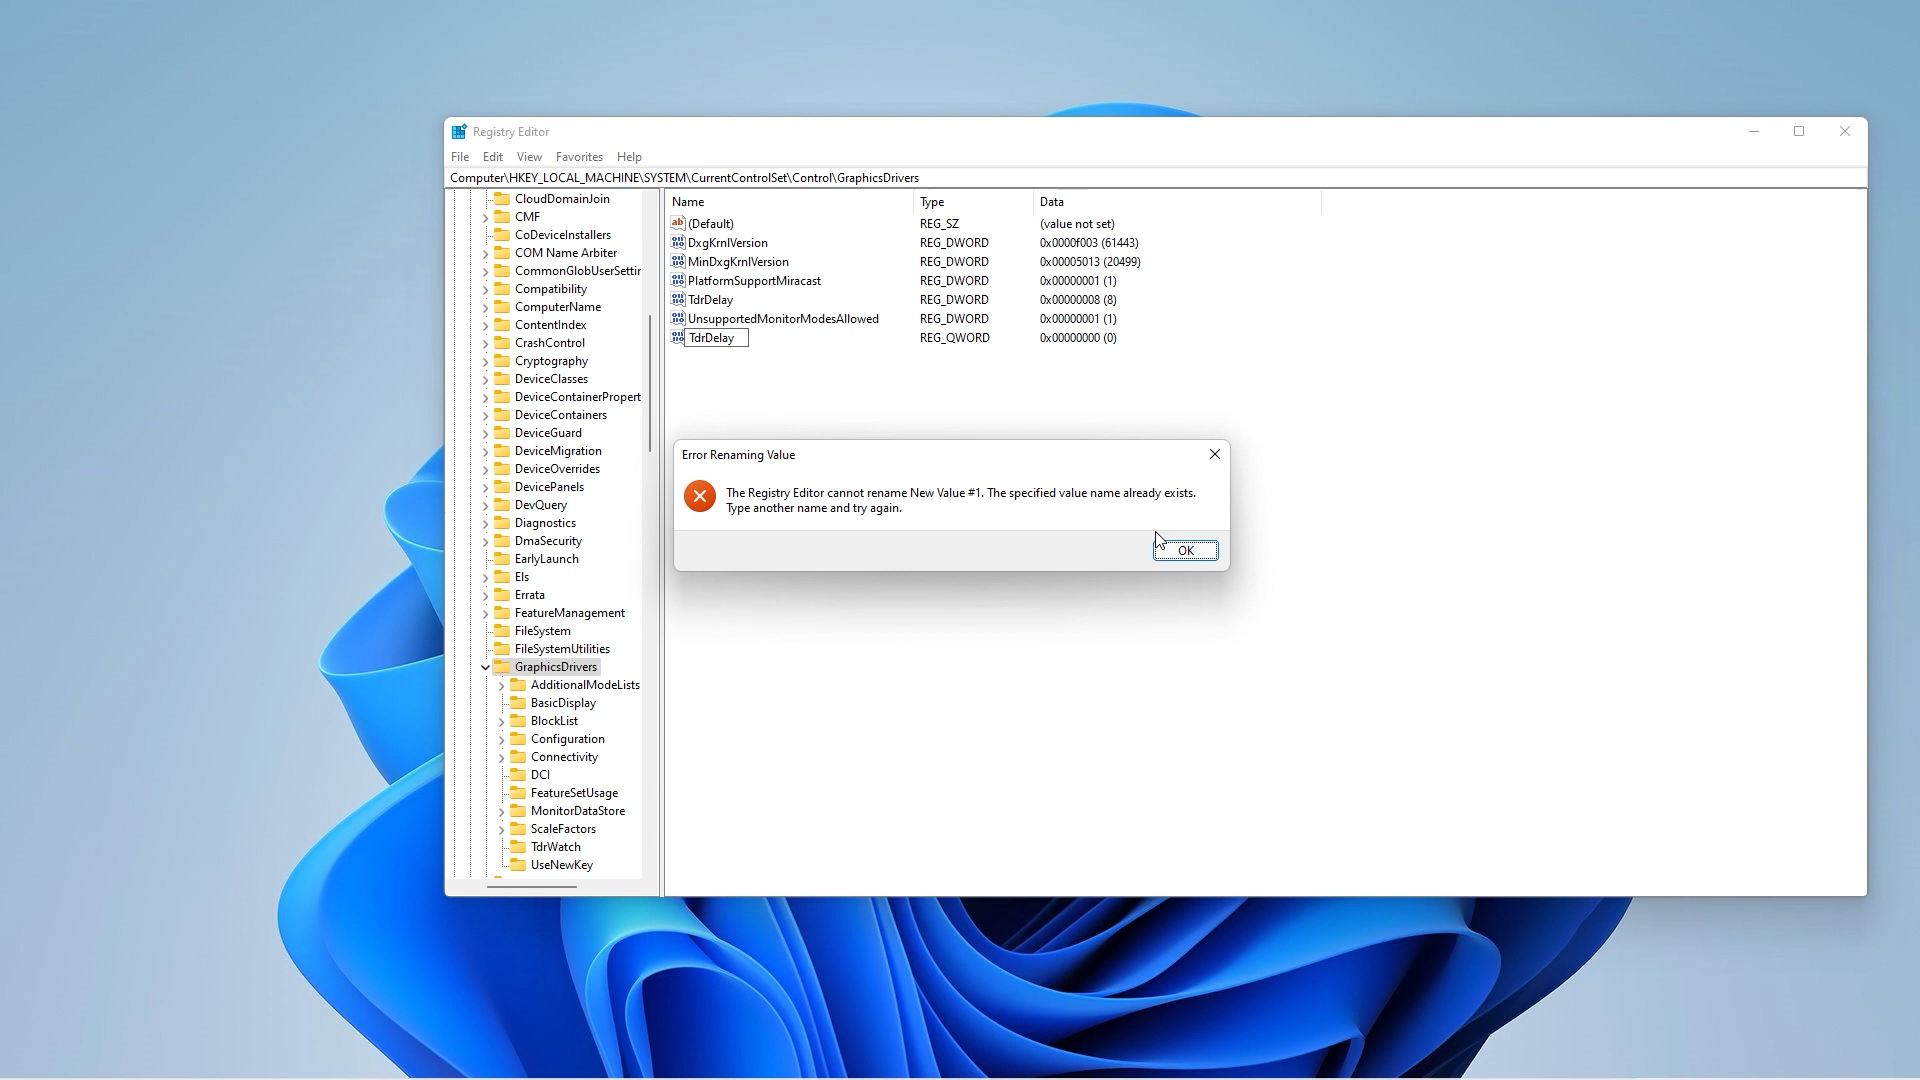 Registry Editor
File Edit View Favorites Help
Computer\HKEY_LOCAL_MACHINE\SYSTEM\CurrentControlSet\Control\GraphicsDrivers
CloudDomainJoin
CMF
CoDeviceInstallers
COM Name Arbiter
CommonGlobUserSettin
Compatibility
ComputerName
ContentIndex
CrashControl
Cryptography
DeviceClasses
DeviceContainerPropert
DeviceContainers
DeviceGuard
DeviceMigration
DeviceOverrides
DevicePanels
DevQuery
Diagnostics
DmaSecurity
EarlyLaunch
Els
Errata
FeatureManagement
FileSystem
FileSystemUtilities
GraphicsDrivers
AdditionalModeLists
BasicDisplay
BlockList
Configuration
Connectivity
DCI
FeatureSetUsage
MonitorDataStore
ScaleFactors
TdrWatch
UseNewKey
Name Type Data
(Default) REG_SZ (value not set)
DxgKrnlVersion REG_DWORD 0x0000f003 (61443)
MinDxgKrnlVersion REG_DWORD 0x00005013 (20499)
PlatformSupportMiracast REG_DWORD 0x00000001 (1)
TdrDelay REG_DWORD 0x00000008 (8)
UnsupportedMonitorModesAllowed REG_DWORD 0x00000001 (1)
TdrDelay REG_QWORD 0x00000000 (0)
Error Renaming Value
The Registry Editor cannot rename New Value #1. The specified value name already exists.
Type another name and try again.
OK